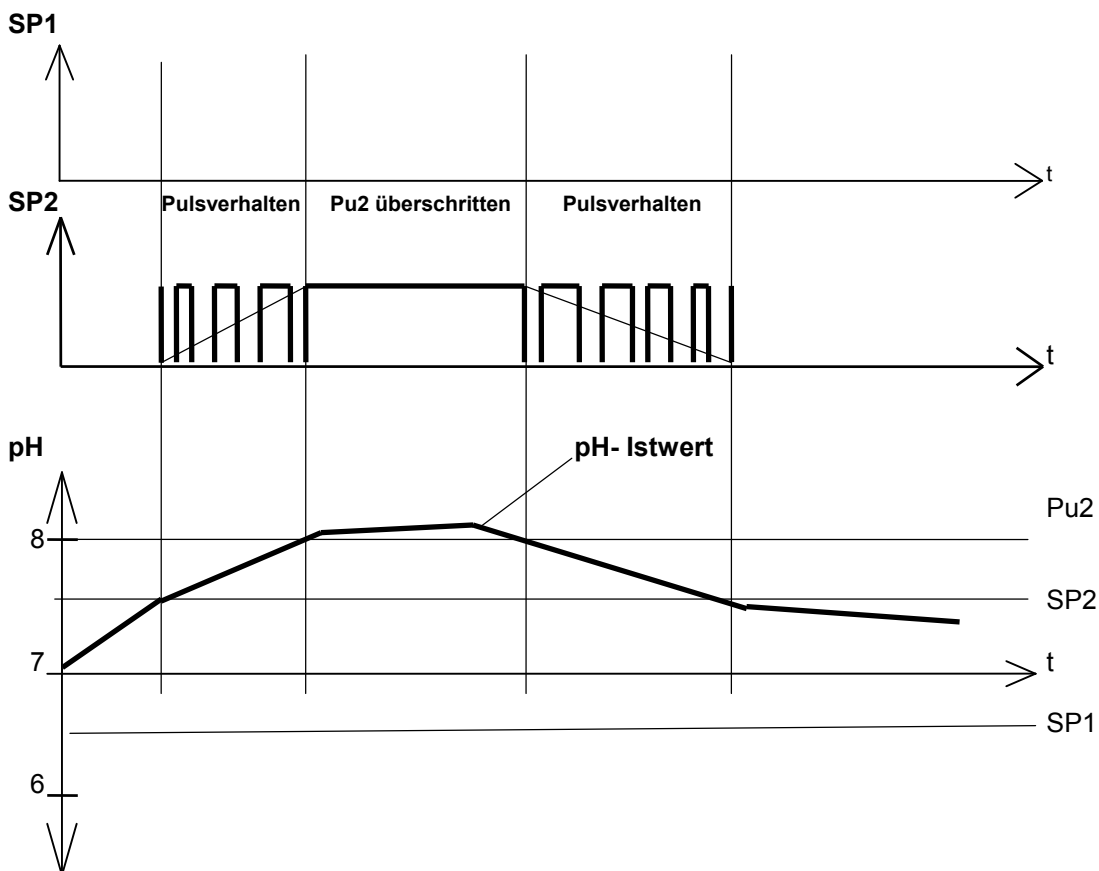 SP1
t
SP2
Pulsverhalten
Pu2 überschritten
Pulsverhalten
t
pH
pH- Istwert
Pu2
8
SP2
7
t
SP1
6